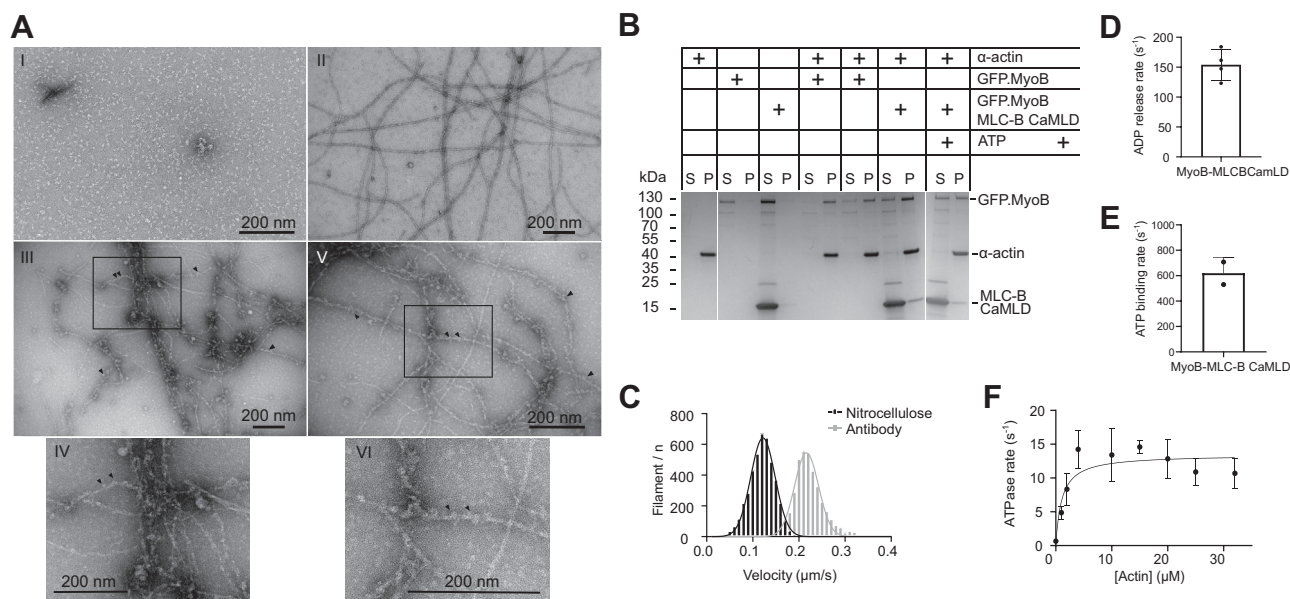 A
I
II
200 nm
200 nm
III
V
200 nm
200 nm
IV
VI
200 nm
200 nm
B
+ + + + + α-actin
+ + + GFP.MyoB
+ + + GFP.MyoB
MLC-B CaMLD
+ + ATP
kDa S P S P S P S P S P S P S P
130
100
70
55
40
35
25
15
GFP.MyoB
α-actin
MLC-B
CaMLD
C
800
600
400
200
0
Filament / n
Nitrocellulose
Antibody
0.0 0.1 0.2 0.3 0.4
Velocity (µm/s)
D
200
150
100
50
0
ADP release rate (s⁻¹)
MyoB-MLCBCamLD
E
1000
800
600
400
200
0
ATP binding rate (s⁻¹)
MyoB-MLC-B CaMLD
F
20
15
10
5
0
ATPase rate (s⁻¹)
0 10 20 30
[Actin] (µM)